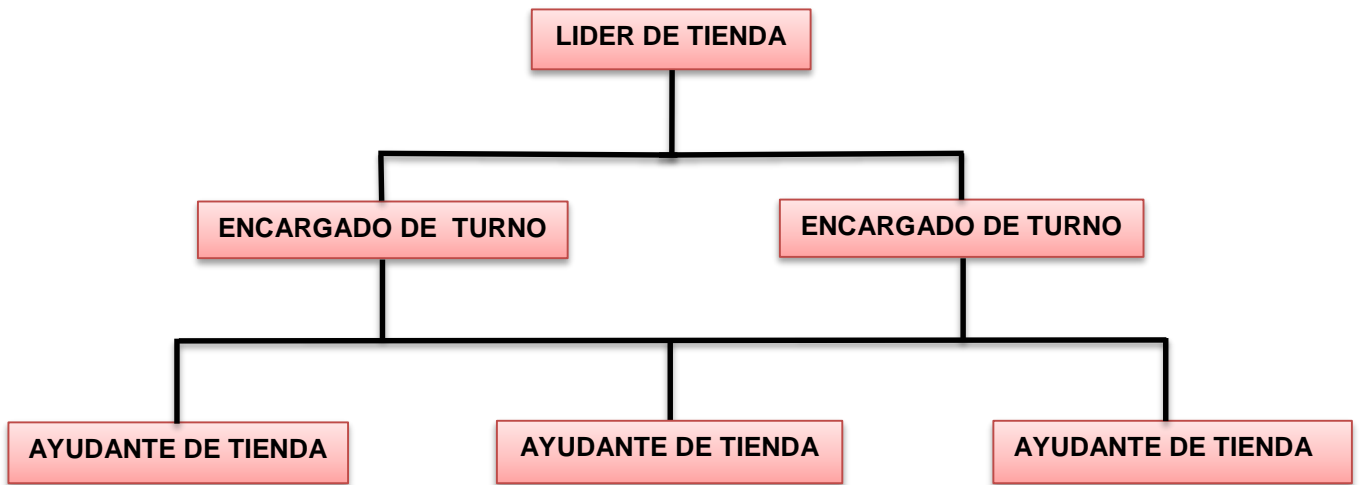 LIDER DE TIENDA
ENCARGADO DE TURNO
ENCARGADO DE TURNO
AYUDANTE DE TIENDA
AYUDANTE DE TIENDA
AYUDANTE DE TIENDA